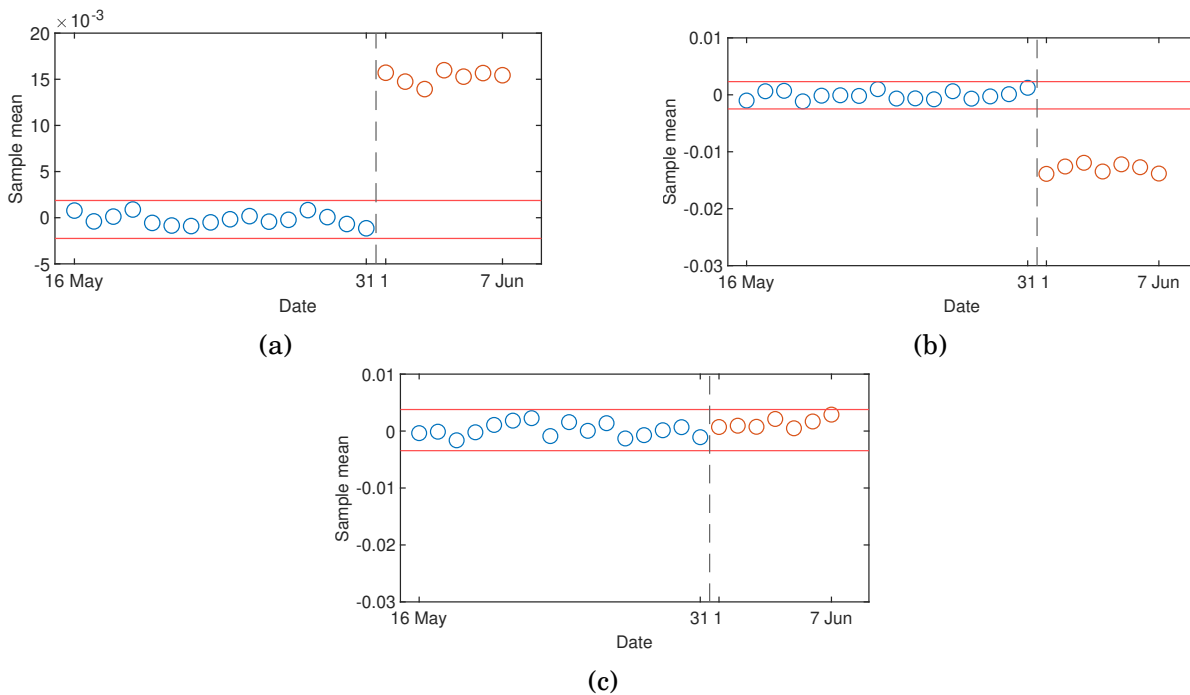 20 × 10⁻³
15
10
5
0
-5
Sample mean
16 May 31 1 7 Jun
Date
(a)
0.01
0
-0.01
-0.02
-0.03
Sample mean
16 May 31 1 7 Jun
Date
(b)
0.01
0
-0.01
-0.02
-0.03
Sample mean
16 May 31 1 7 Jun
Date
(c)